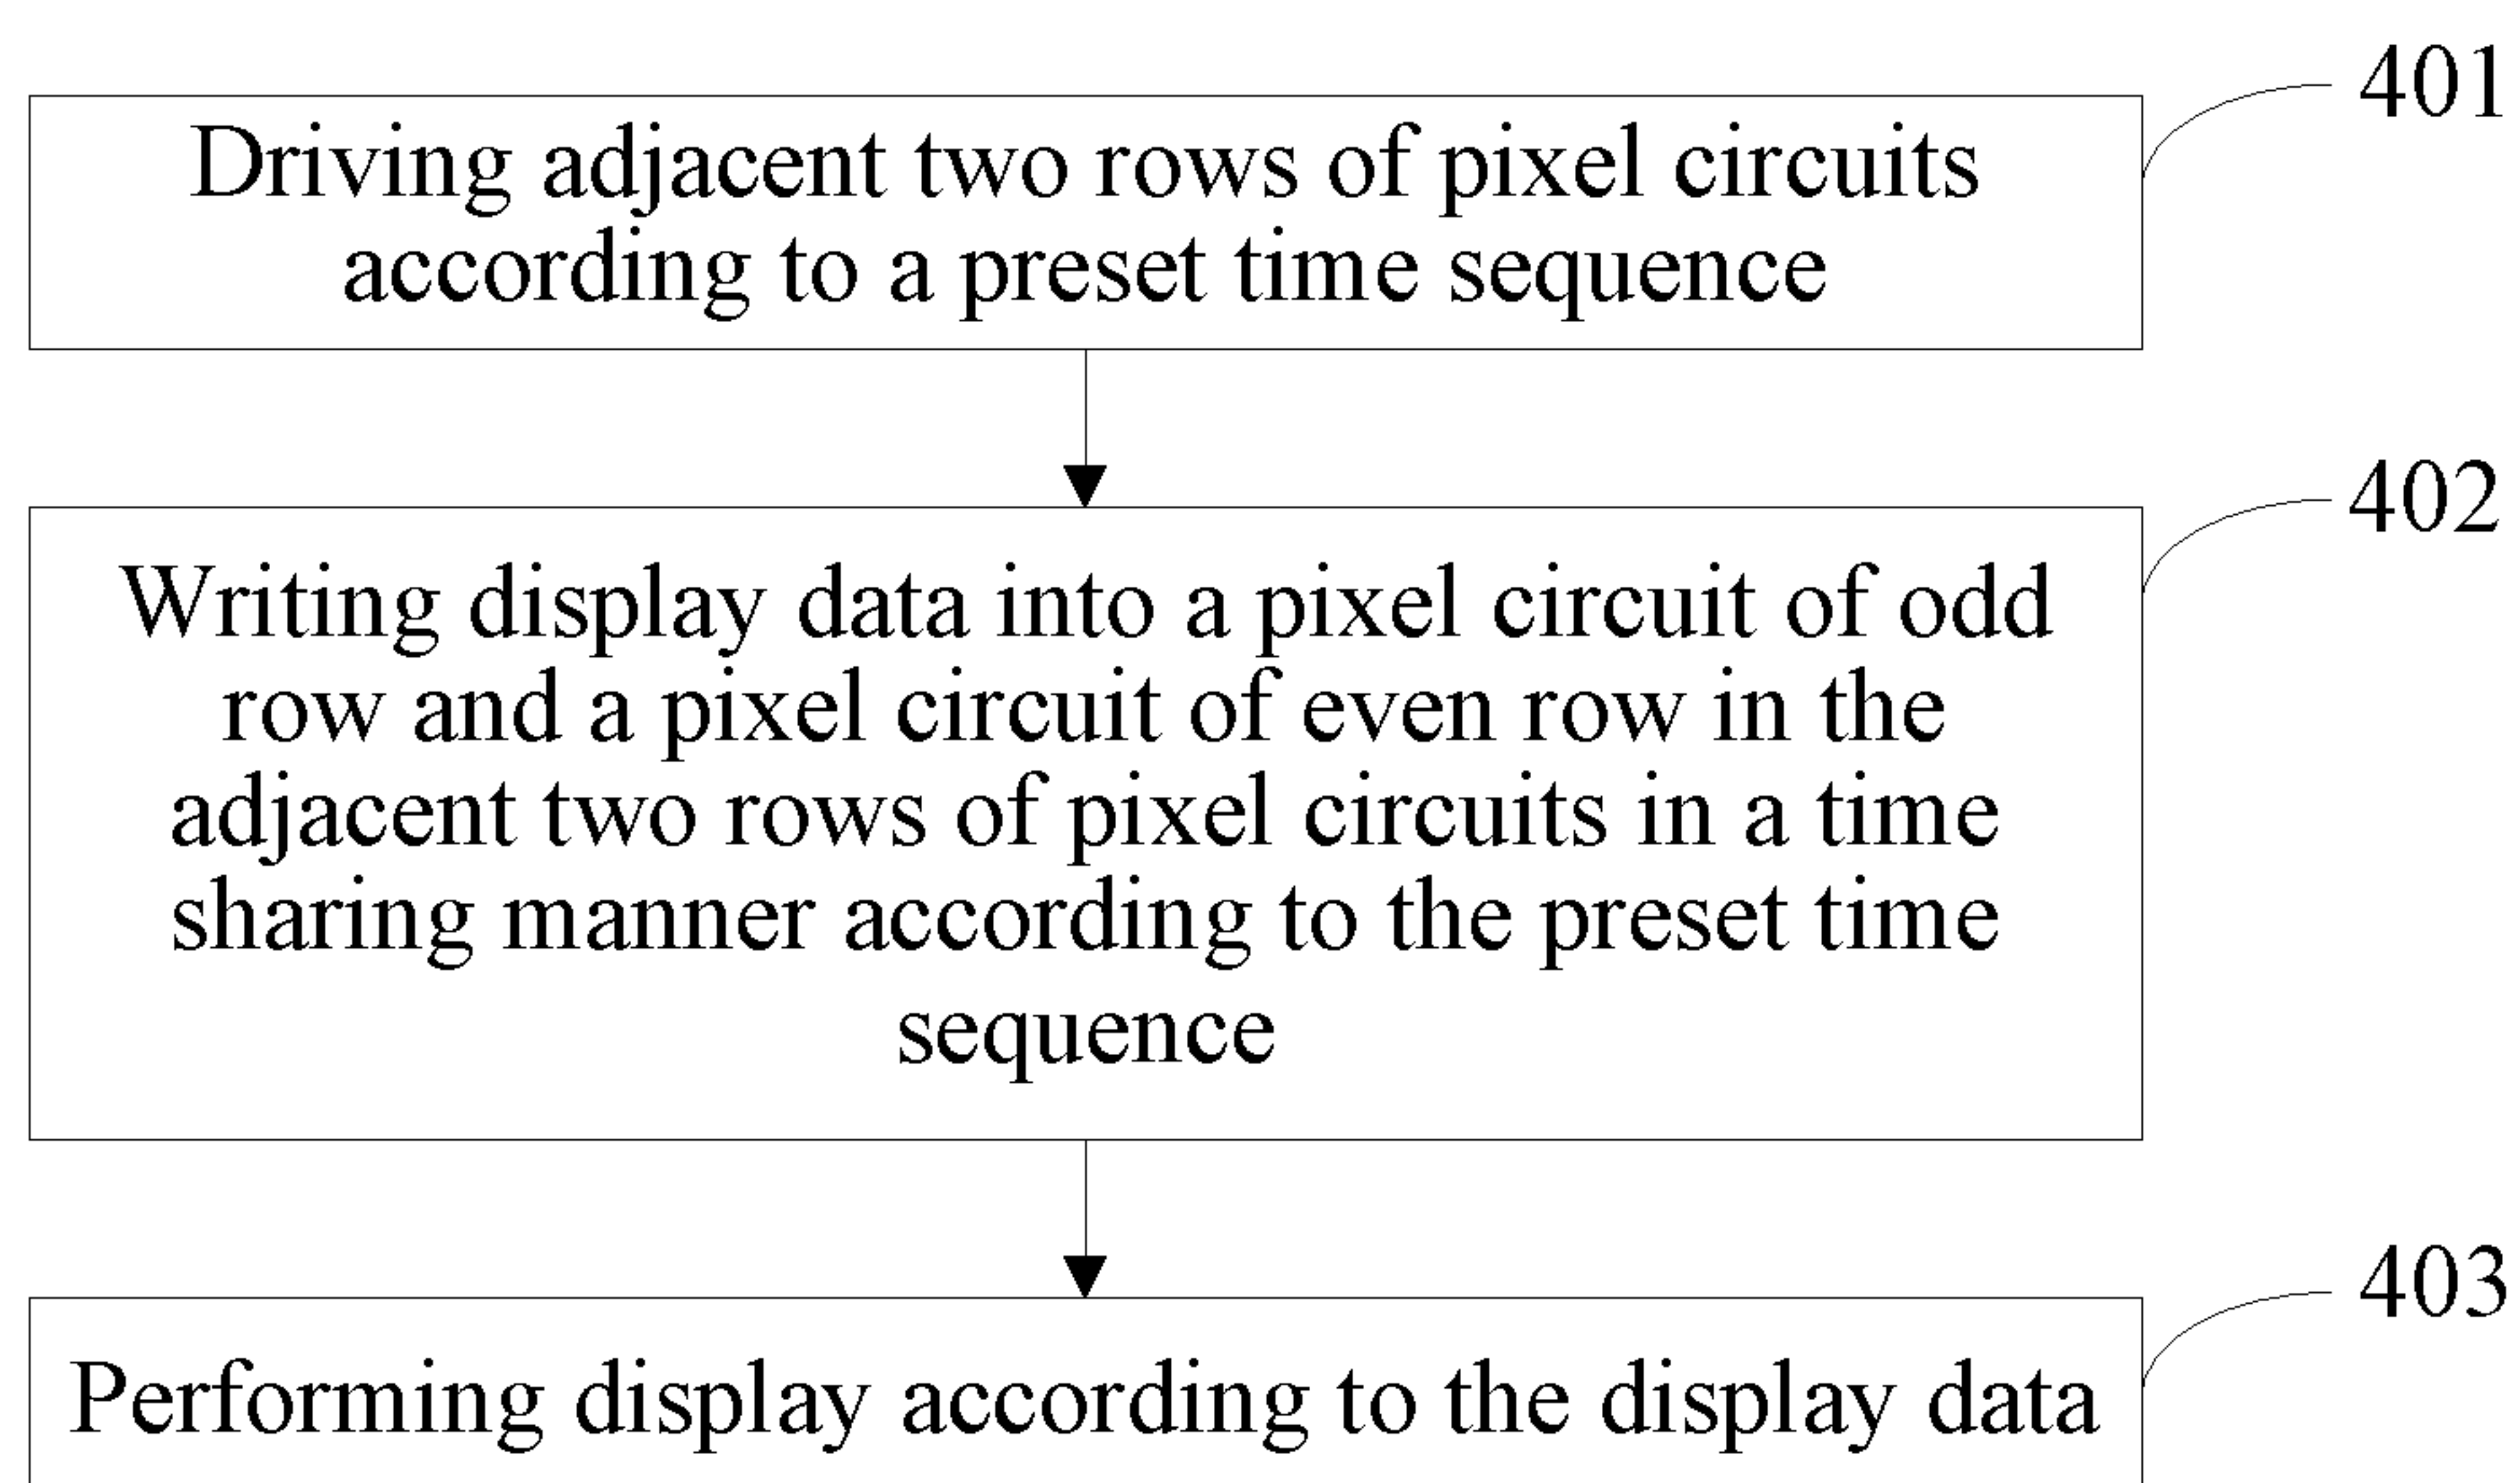 401
Driving adjacent two rows of pixel circuits
according to a preset time sequence
402
Writing display data into a pixel circuit of odd
row and a pixel circuit of even row in the
adjacent two rows of pixel circuits in a time
sharing manner according to the preset time
sequence
403
Performing display according to the display data